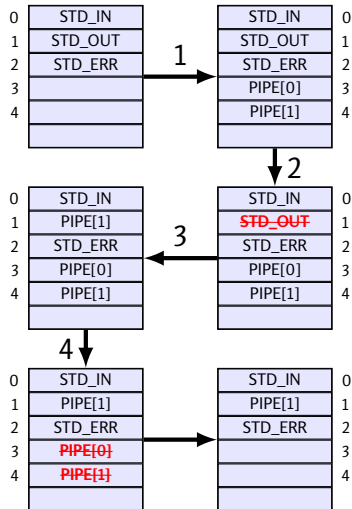 0 STD_IN
1 STD_OUT
2 STD_ERR
3
4
1
STD_IN 0
STD_OUT 1
STD_ERR 2
PIPE[0] 3
PIPE[1] 4
2
STD_IN 0
STD_OUT 1
STD_ERR 2
PIPE[0] 3
PIPE[1] 4
3
0 STD_IN
1 PIPE[1]
2 STD_ERR
3 PIPE[0]
4 PIPE[1]
4
0 STD_IN
1 PIPE[1]
2 STD_ERR
3 PIPE[0]
4 PIPE[1]
STD_IN 0
PIPE[1] 1
STD_ERR 2
3
4